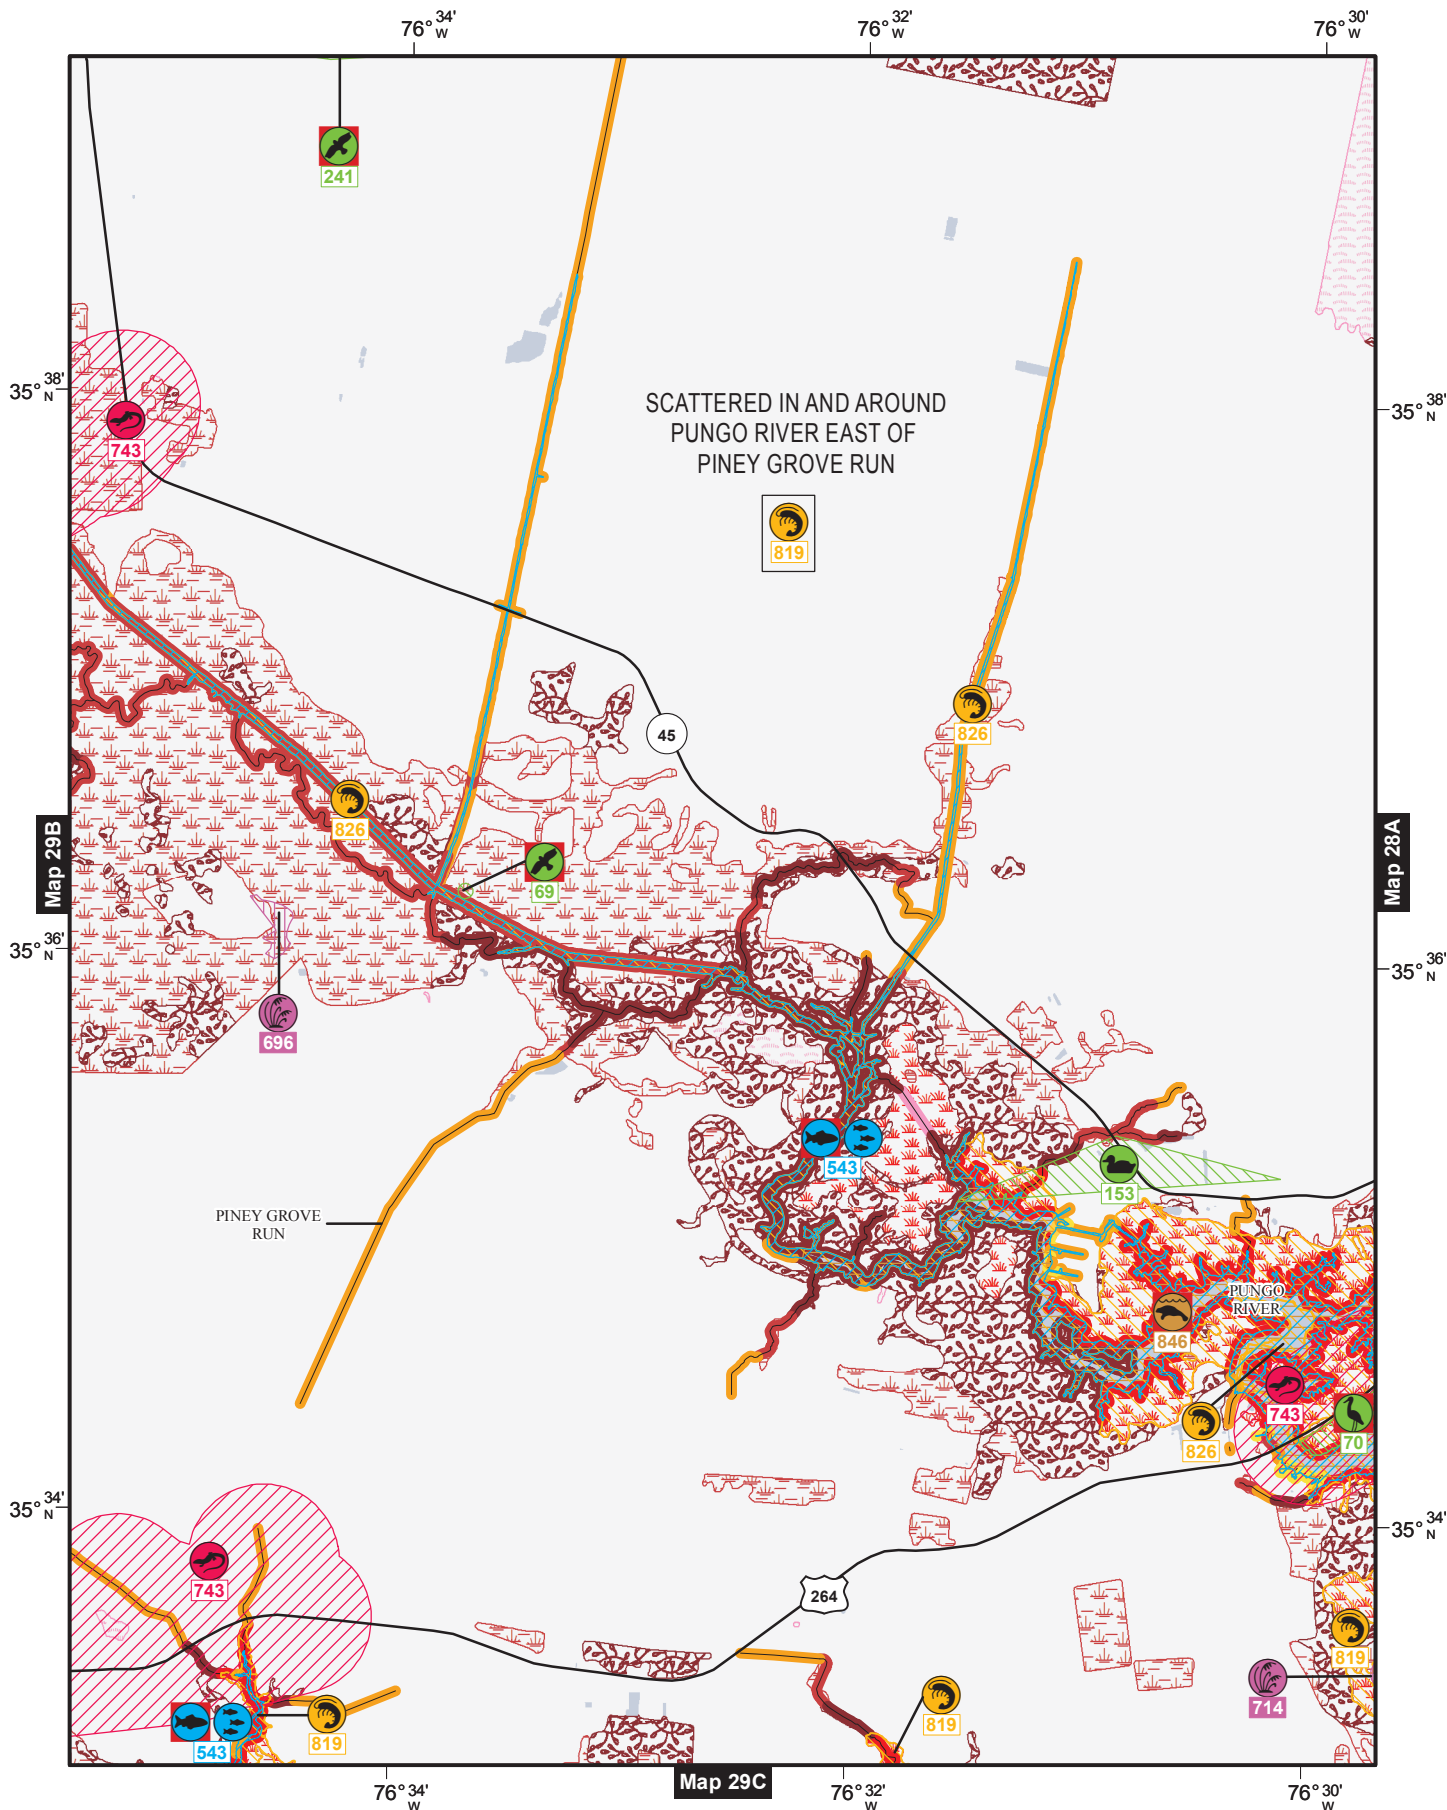 76° 34' W
76° 32' W
76° 30' W
241
35° 38' N
35° 38' N
SCATTERED IN AND AROUND
PUNGO RIVER EAST OF
PINEY GROVE RUN
743
819
45
826
826
Map 29B
Map 28A
69
35° 36' N
35° 36' N
696
543
153
PINEY GROVE
RUN
PUNGO
RIVER
846
743
70
826
35° 34' N
35° 34' N
743
264
819
714
819
543
819
Map 29C
76° 34' W
76° 32' W
76° 30' W